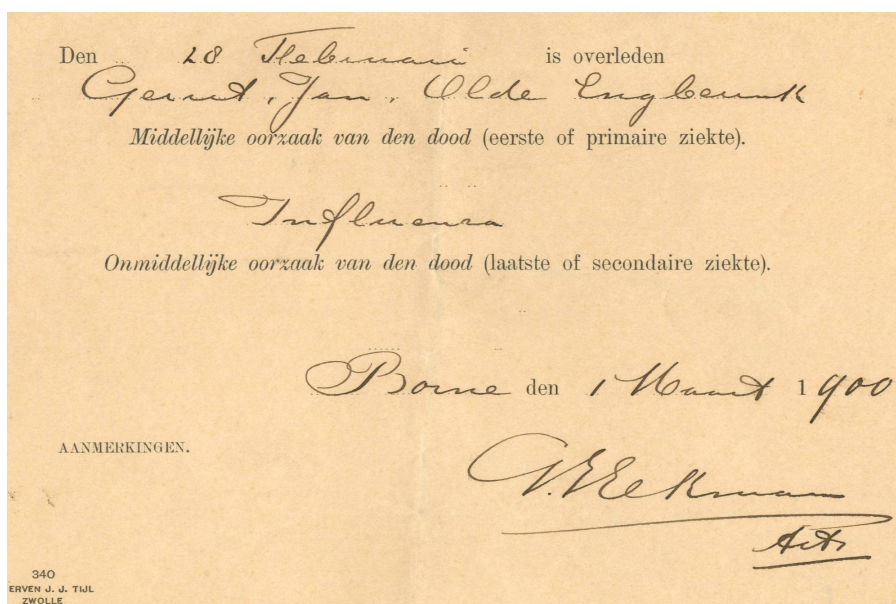 Den 28 Februari is overleden
Gerrit Jan Olde Engberink
Middellijke oorzaak van den dood (eerste of primaire ziekte).
Influenza
Onmiddellijke oorzaak van den dood (laatste of secondaire ziekte).
Borne den 1 Maart 1900
AANMERKINGEN.
Eekman
Arts
340
ERVEN J. J. TIJL
ZWOLLE